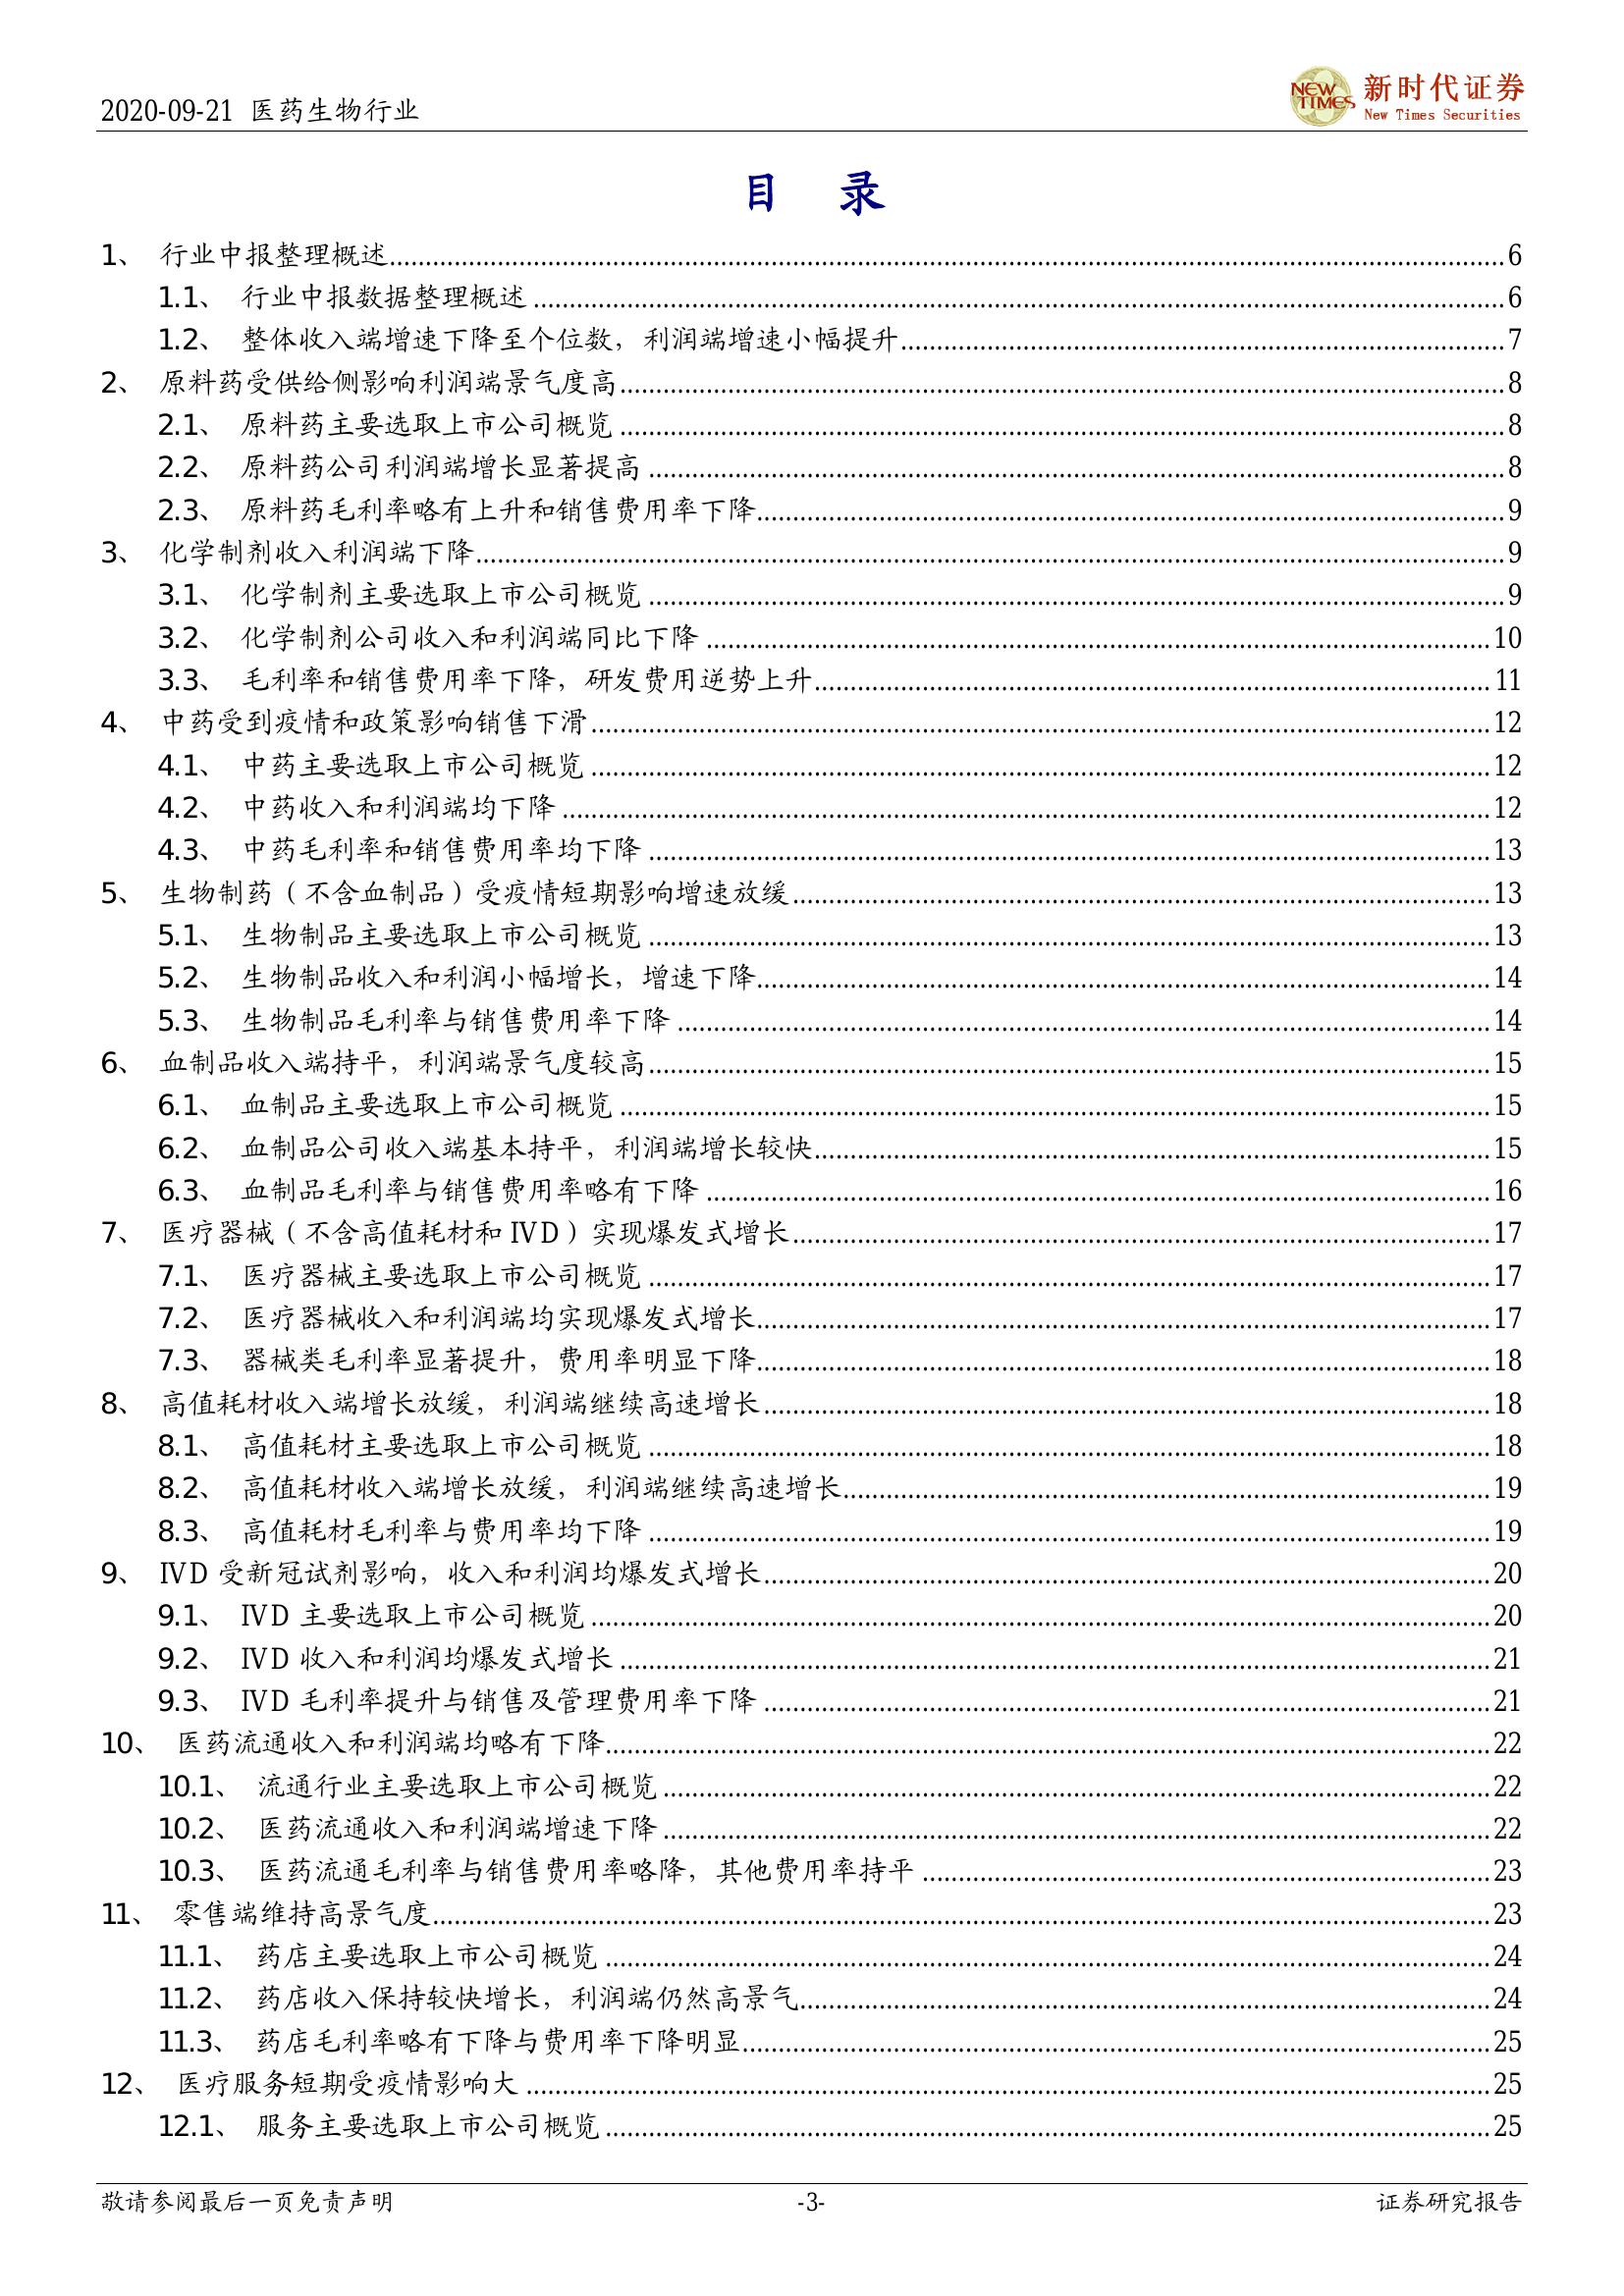 2020-09-21 医药生物行业
NEW TIMES 新时代证券
New Times Securities
目 录
1、 行业中报整理概述 6
1.1、 行业中报数据整理概述 6
1.2、 整体收入端增速下降至个位数，利润端增速小幅提升 7
2、 原料药受供给侧影响利润端景气度高 8
2.1、 原料药主要选取上市公司概览 8
2.2、 原料药公司利润端增长显著提高 8
2.3、 原料药毛利率略有上升和销售费用率下降 9
3、 化学制剂收入利润端下降 9
3.1、 化学制剂主要选取上市公司概览 9
3.2、 化学制剂公司收入和利润端同比下降 10
3.3、 毛利率和销售费用率下降，研发费用逆势上升 11
4、 中药受到疫情和政策影响销售下滑 12
4.1、 中药主要选取上市公司概览 12
4.2、 中药收入和利润端均下降 12
4.3、 中药毛利率和销售费用率均下降 13
5、 生物制药（不含血制品）受疫情短期影响增速放缓 13
5.1、 生物制品主要选取上市公司概览 13
5.2、 生物制品收入和利润小幅增长，增速下降 14
5.3、 生物制品毛利率与销售费用率下降 14
6、 血制品收入端持平，利润端景气度较高 15
6.1、 血制品主要选取上市公司概览 15
6.2、 血制品公司收入端基本持平，利润端增长较快 15
6.3、 血制品毛利率与销售费用率略有下降 16
7、 医疗器械（不含高值耗材和 IVD）实现爆发式增长 17
7.1、 医疗器械主要选取上市公司概览 17
7.2、 医疗器械收入和利润端均实现爆发式增长 17
7.3、 器械类毛利率显著提升，费用率明显下降 18
8、 高值耗材收入端增长放缓，利润端继续高速增长 18
8.1、 高值耗材主要选取上市公司概览 18
8.2、 高值耗材收入端增长放缓，利润端继续高速增长 19
8.3、 高值耗材毛利率与费用率均下降 19
9、 IVD 受新冠试剂影响，收入和利润均爆发式增长 20
9.1、 IVD 主要选取上市公司概览 20
9.2、 IVD 收入和利润均爆发式增长 21
9.3、 IVD 毛利率提升与销售及管理费用率下降 21
10、 医药流通收入和利润端均略有下降 22
10.1、 流通行业主要选取上市公司概览 22
10.2、 医药流通收入和利润端增速下降 22
10.3、 医药流通毛利率与销售费用率略降，其他费用率持平 23
11、 零售端维持高景气度 23
11.1、 药店主要选取上市公司概览 24
11.2、 药店收入保持较快增长，利润端仍然高景气 24
11.3、 药店毛利率略有下降与费用率下降明显 25
12、 医疗服务短期受疫情影响大 25
12.1、 服务主要选取上市公司概览 25
敬请参阅最后一页免责声明 -3- 证券研究报告